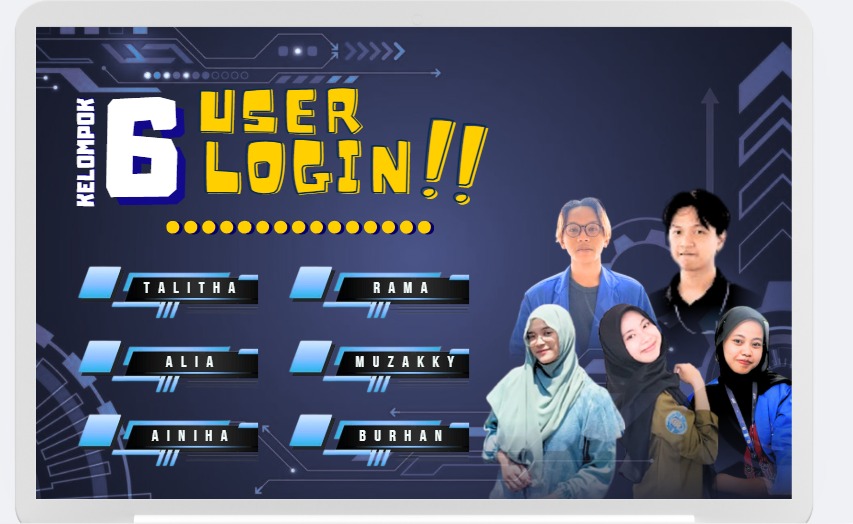 KELOMPOK
6
USER
LOGIN!!
TALITHA
RAMA
ALIA
MUZAKKY
AINIHA
BURHAN